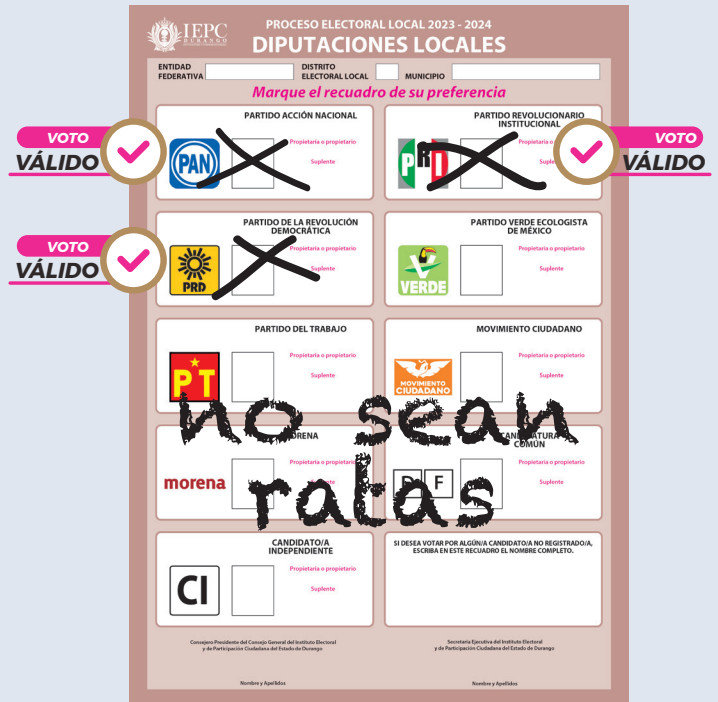 IEPC
DURANGO
PROCESO ELECTORAL LOCAL 2023 - 2024
DIPUTACIONES LOCALES
ENTIDAD
FEDERATIVA
DISTRITO
ELECTORAL LOCAL
MUNICIPIO
Marque el recuadro de su preferencia
VOTO
VÁLIDO
PARTIDO ACCIÓN NACIONAL
PAN
Propietaria o propietario
Suplente
PARTIDO REVOLUCIONARIO
INSTITUCIONAL
PRI
Propietaria o
VOTO
VÁLIDO
VOTO
VÁLIDO
PARTIDO DE LA REVOLUCIÓN
DEMOCRÁTICA
PRD
Propietaria o propietario
Suplente
PARTIDO VERDE ECOLOGISTA
DE MÉXICO
VERDE
Propietaria o propietario
Suplente
PARTIDO DEL TRABAJO
PT
Propietaria o propietario
Suplente
MOVIMIENTO CIUDADANO
MOVIMIENTO
CIUDADANO
Propietaria o propietario
Suplente
no sean
ratas
morena
Propietaria o propietario
Suplente
CANDIDATURA
COMÚN
F
Propietaria o propietario
Suplente
CANDIDATO/A
INDEPENDIENTE
CI
Propietaria o propietario
Suplente
SI DESEA VOTAR POR ALGÚN/A CANDIDATO/A NO REGISTRADO/A,
ESCRIBA EN ESTE RECUADRO EL NOMBRE COMPLETO.
Consejero Presidente del Consejo General del Instituto Electoral
y de Participación Ciudadana del Estado de Durango
Nombre y Apellidos
Secretaria Ejecutiva del Instituto Electoral
y de Participación Ciudadana del Estado de Durango
Nombre y Apellidos